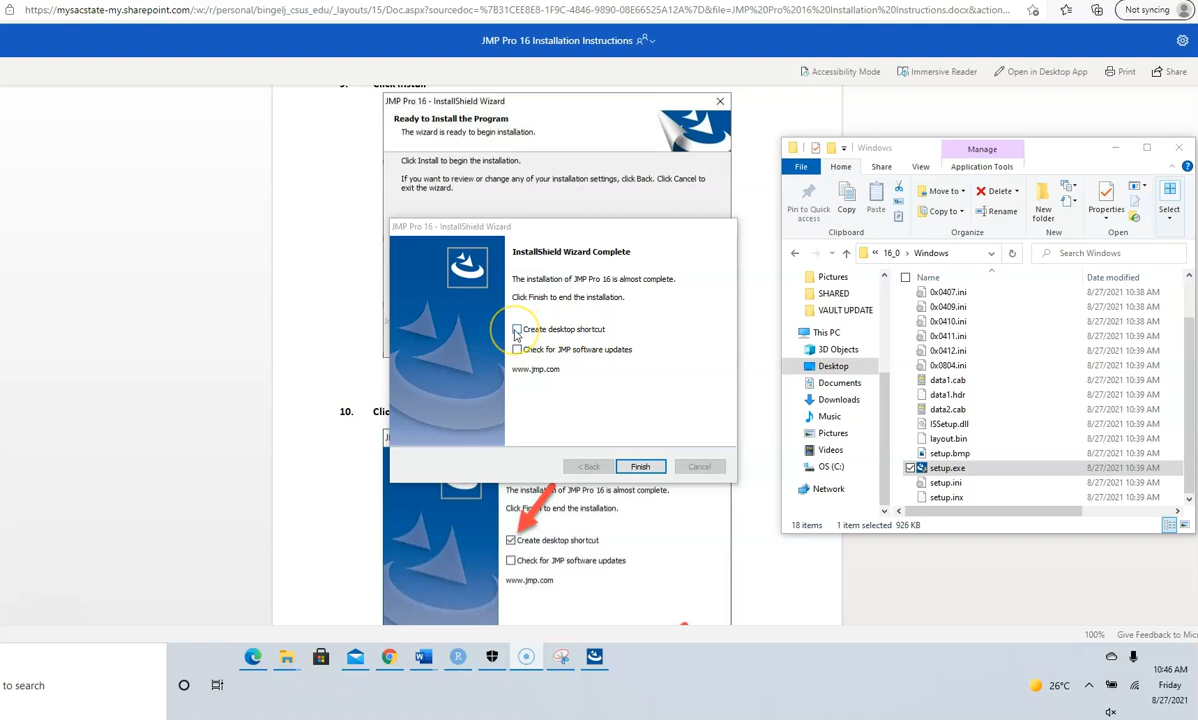 https://mysacstate-my.sharepoint.com/:w:/r/personal/bingelj_csus_edu/_layouts/15/Doc.aspx?sourcedoc=%7B31CEE8E8-1F9C-4846-9890-08E66525A12A%7D&file=JMP%20Pro%2016%20Installation%20Instructions.docx&action...
Not syncing
JMP Pro 16 Installation Instructions
Accessibility Mode
Immersive Reader
Open in Desktop App
Print
Share
9. Click Install
JMP Pro 16 - InstallShield Wizard
Ready to Install the Program
The wizard is ready to begin installation.
Click Install to begin the installation.
If you want to review or change any of your installation settings, click Back. Click Cancel to
exit the wizard.
JMP Pro 16 - InstallShield Wizard
InstallShield Wizard Complete
The installation of JMP Pro 16 is almost complete.
Click Finish to end the installation.
Create desktop shortcut
Check for JMP software updates
www.jmp.com
< Back
Finish
Cancel
10. Clic
The installation of JMP Pro 16 is almost complete.
Click Finish to end the installation.
Create desktop shortcut
Check for JMP software updates
www.jmp.com
Windows
Manage
File
Home
Share
View
Application Tools
Pin to Quick
access
Copy
Paste
Move to
Copy to
Delete
Rename
New
folder
Properties
Select
Clipboard
Organize
New
Open
« 16_0 > Windows
Search Windows
Pictures
SHARED
VAULT UPDATE
This PC
3D Objects
Desktop
Documents
Downloads
Music
Pictures
Videos
OS (C:)
Network
Name
Date modified
0x0407.ini 8/27/2021 10:38 AM
0x0409.ini 8/27/2021 10:38 AM
0x0410.ini 8/27/2021 10:38 AM
0x0411.ini 8/27/2021 10:38 AM
0x0412.ini 8/27/2021 10:38 AM
0x0804.ini 8/27/2021 10:38 AM
data1.cab 8/27/2021 10:39 AM
data1.hdr 8/27/2021 10:39 AM
data2.cab 8/27/2021 10:39 AM
ISSetup.dll 8/27/2021 10:39 AM
layout.bin 8/27/2021 10:39 AM
setup.bmp 8/27/2021 10:39 AM
setup.exe 8/27/2021 10:39 AM
setup.ini 8/27/2021 10:39 AM
setup.inx 8/27/2021 10:39 AM
18 items
1 item selected 926 KB
100%
Give Feedback to Micr
to search
26°C
10:46 AM
Friday
8/27/2021